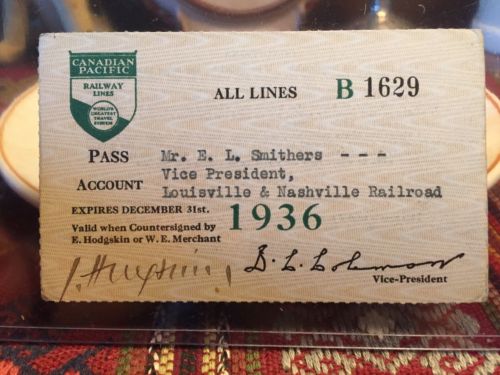 CANADIAN
PACIFIC
RAILWAY
LINES
WORLD'S
GREATEST
TRAVEL
SYSTEM
ALL LINES B 1629
PASS Mr. E. L. Smithers - - -
ACCOUNT Vice President,
Louisville & Nashville Railroad
EXPIRES DECEMBER 31st. 1936
Valid when Countersigned by
E. Hodgskin or W. E. Merchant
Vice-President